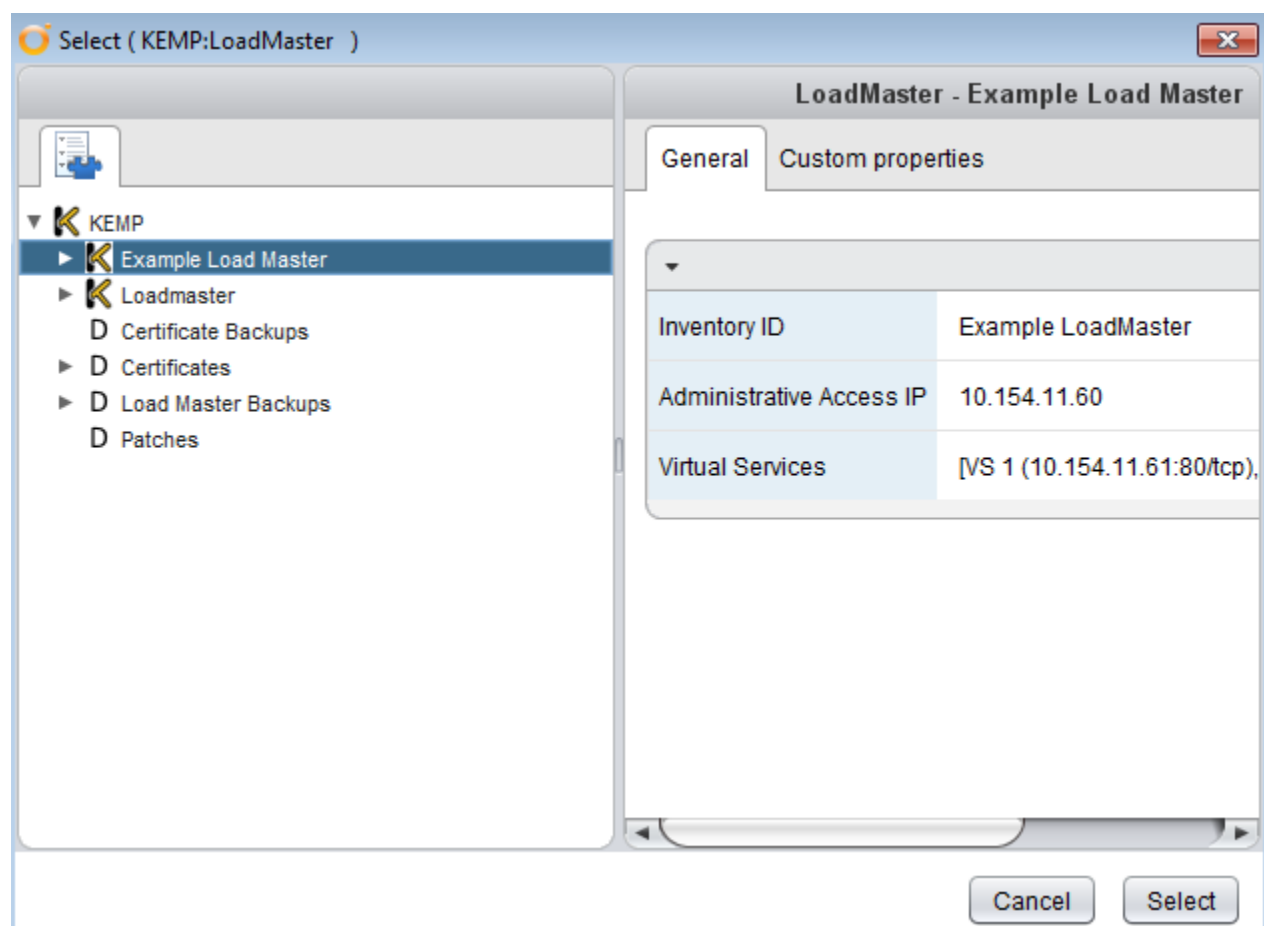 Select ( KEMP:LoadMaster )
LoadMaster - Example Load Master
General Custom properties
KEMP
Example Load Master
Loadmaster
D Certificate Backups
D Certificates
D Load Master Backups
D Patches
Inventory ID Example LoadMaster
Administrative Access IP 10.154.11.60
Virtual Services [VS 1 (10.154.11.61:80/tcp),
Cancel Select